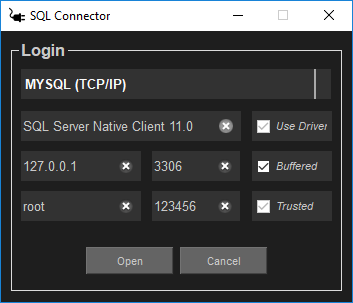 SQL Connector
Login
MYSQL (TCP/IP)
SQL Server Native Client 11.0 Use Driver
127.0.0.1 3306 Buffered
root 123456 Trusted
Open Cancel